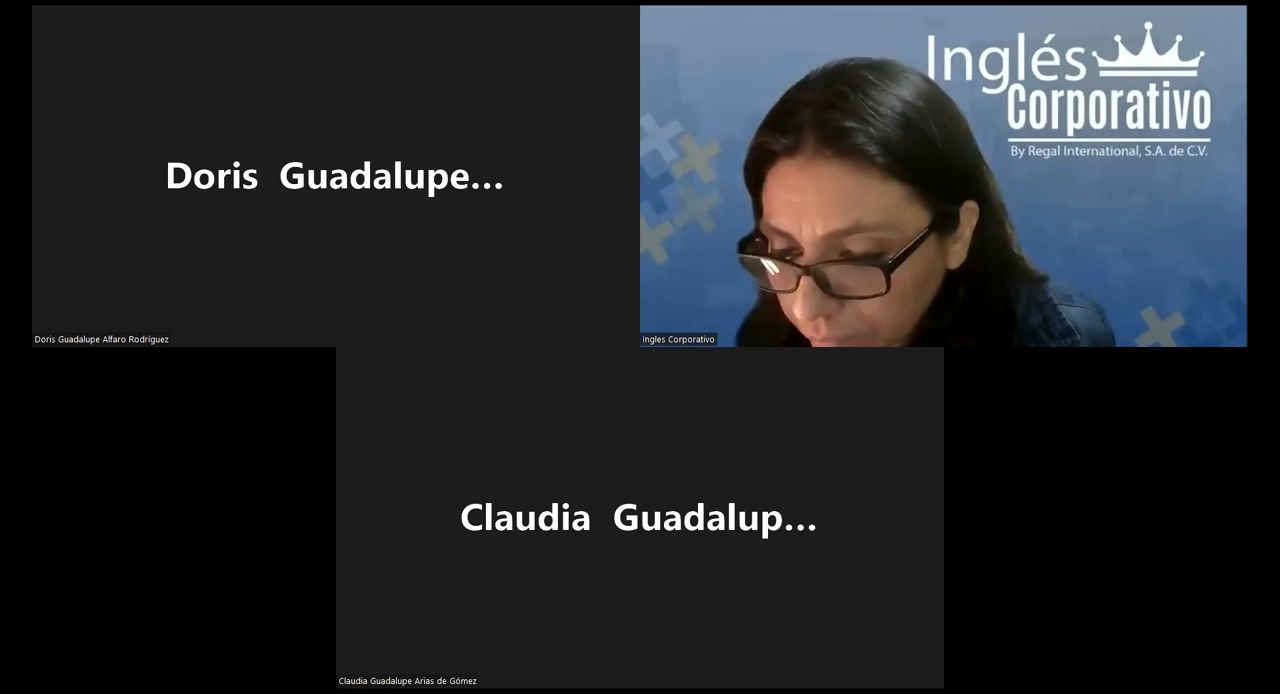 Doris Guadalupe...
Doris Guadalupe Alfaro Rodríguez
Inglés
Corporativo
By Regal International, S.A. de C.V.
Ingles Corporativo
Claudia Guadalup...
Claudia Guadalupe Arias de Gómez